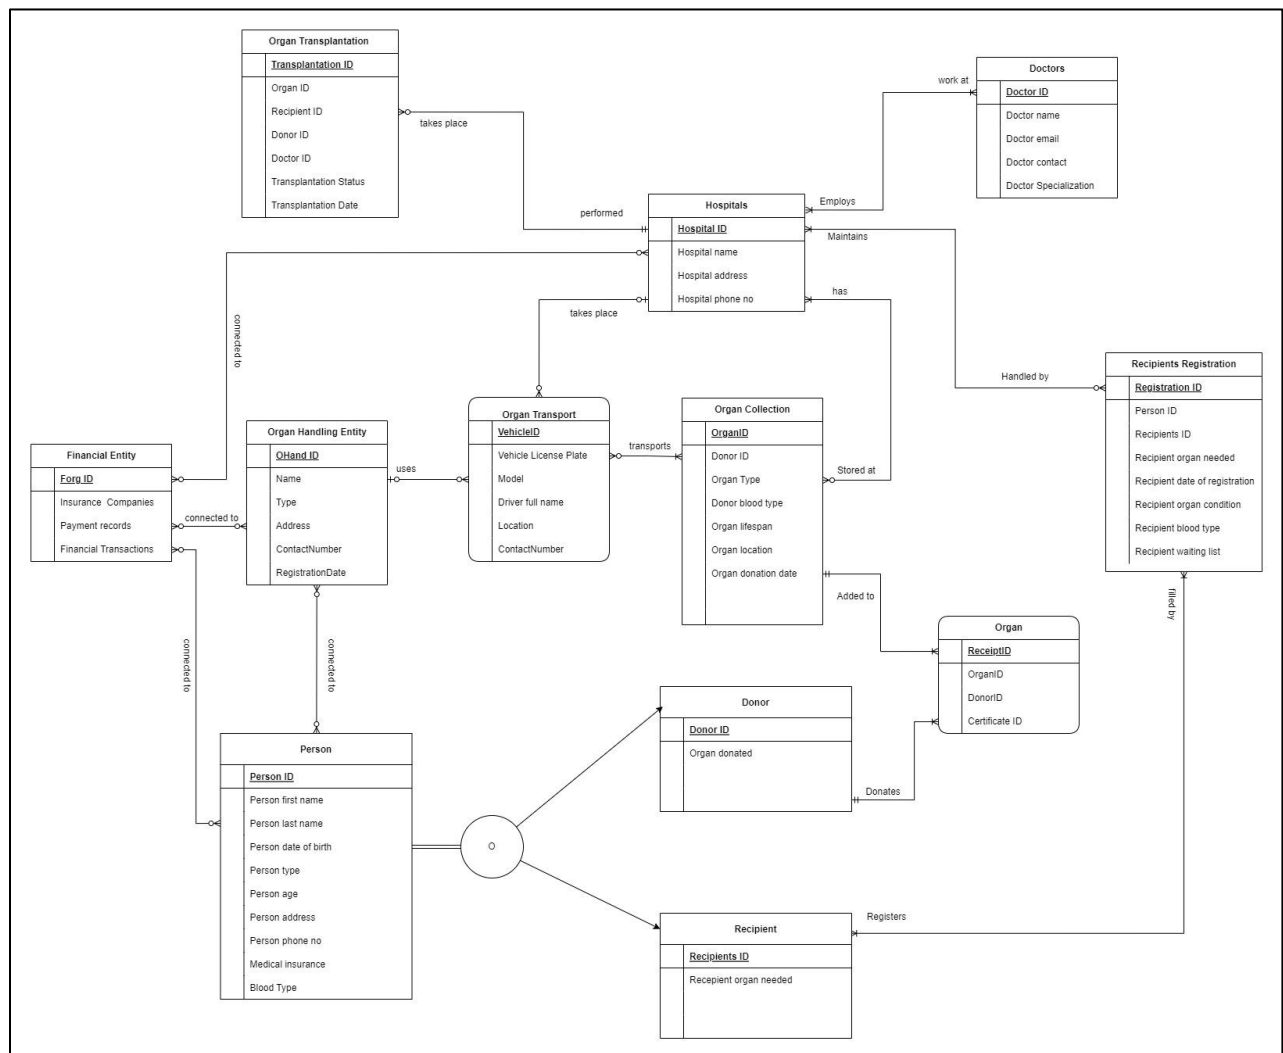 Organ Transplantation
Transplantation ID
Organ ID
Recipient ID
Donor ID
Doctor ID
Transplantation Status
Transplantation Date
takes place
performed
work at
Doctors
Doctor ID
Doctor name
Doctor email
Doctor contact
Doctor Specialization
Hospitals
Hospital ID
Hospital name
Hospital address
Hospital phone no
Employs
Maintains
has
takes place
connected to
Handled by
Recipients Registration
Registration ID
Person ID
Recipients ID
Recipient organ needed
Recipient date of registration
Recipient organ condition
Recipient blood type
Recipient waiting list
Financial Entity
Forg ID
Insurance Companies
Payment records
Financial Transactions
connected to
Organ Handling Entity
OHand ID
Name
Type
Address
ContactNumber
RegistrationDate
uses
Organ Transport
VehicleID
Vehicle License Plate
Model
Driver full name
Location
ContactNumber
transports
Organ Collection
OrganID
Donor ID
Organ Type
Donor blood type
Organ lifespan
Organ location
Organ donation date
Stored at
Added to
filled by
Organ
ReceiptID
OrganID
DonorID
Certificate ID
connected to
connected to
Person
Person ID
Person first name
Person last name
Person date of birth
Person type
Person age
Person address
Person phone no
Medical insurance
Blood Type
O
Donor
Donor ID
Organ donated
Donates
Recipient
Recipients ID
Recepient organ needed
Registers